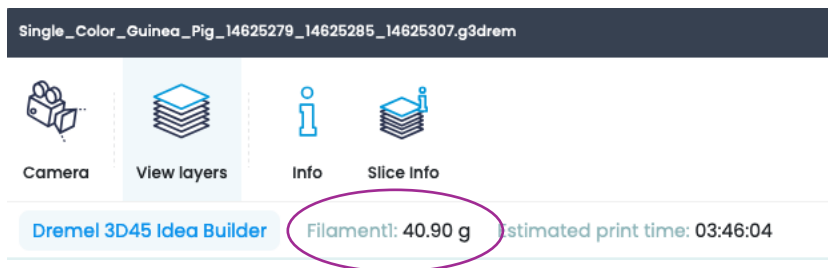 Single_Color_Guinea_Pig_14625279_14625285_14625307.g3drem
Camera View layers Info Slice Info
Dremel 3D45 Idea Builder Filament1: 40.90 g Estimated print time: 03:46:04